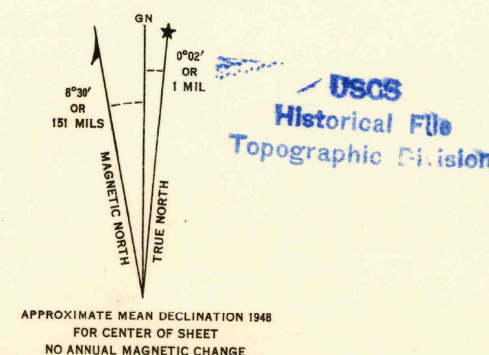 GN
0°02'
OR
1 MIL
8°30'
OR
151 MILS
MAGNETIC NORTH
TRUE NORTH
USGS
Historical File
Topographic Division
APPROXIMATE MEAN DECLINATION 1948
FOR CENTER OF SHEET
NO ANNUAL MAGNETIC CHANGE